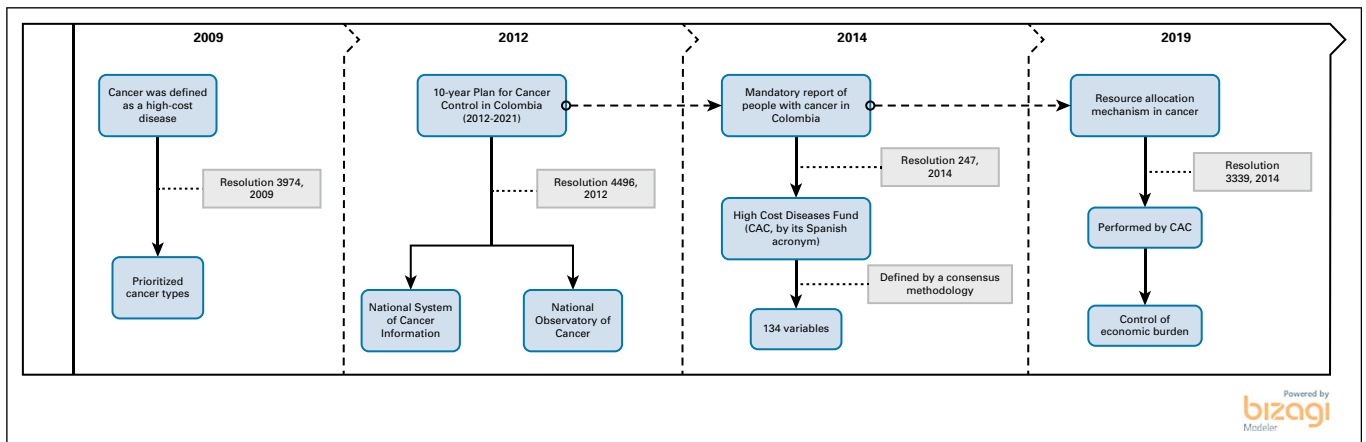 2009
Cancer was defined
as a high-cost
disease
Resolution 3974,
2009
Prioritized
cancer types
2012
10-year Plan for Cancer
Control in Colombia
(2012-2021)
Resolution 4496,
2012
National System
of Cancer
Information
National
Observatory of
Cancer
2014
Mandatory report of
people with cancer in
Colombia
Resolution 247,
2014
High Cost Diseases Fund
(CAC, by its Spanish
acronym)
Defined by a consensus
methodology
134 variables
2019
Resource allocation
mechanism in cancer
Resolution
3339, 2014
Performed by CAC
Control of
economic burden
Powered by
bizagi
Modeler